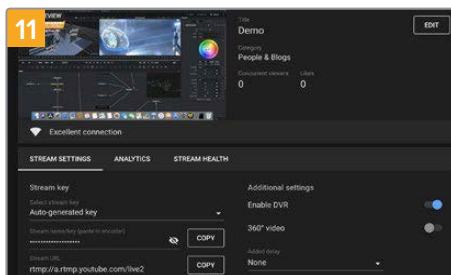 11
Title
Demo
EDIT
Category
People & Blogs
Concurrent viewers
Likes
0
0
Excellent connection
STREAM SETTINGS
ANALYTICS
STREAM HEALTH
Stream key
Additional settings
Select stream key
Auto-generated key
Enable DVR
Stream name/key (paste in encoder)
COPY
360° video
Stream URL
rtmp://a.rtmp.youtube.com/live2
COPY
Added delay
None